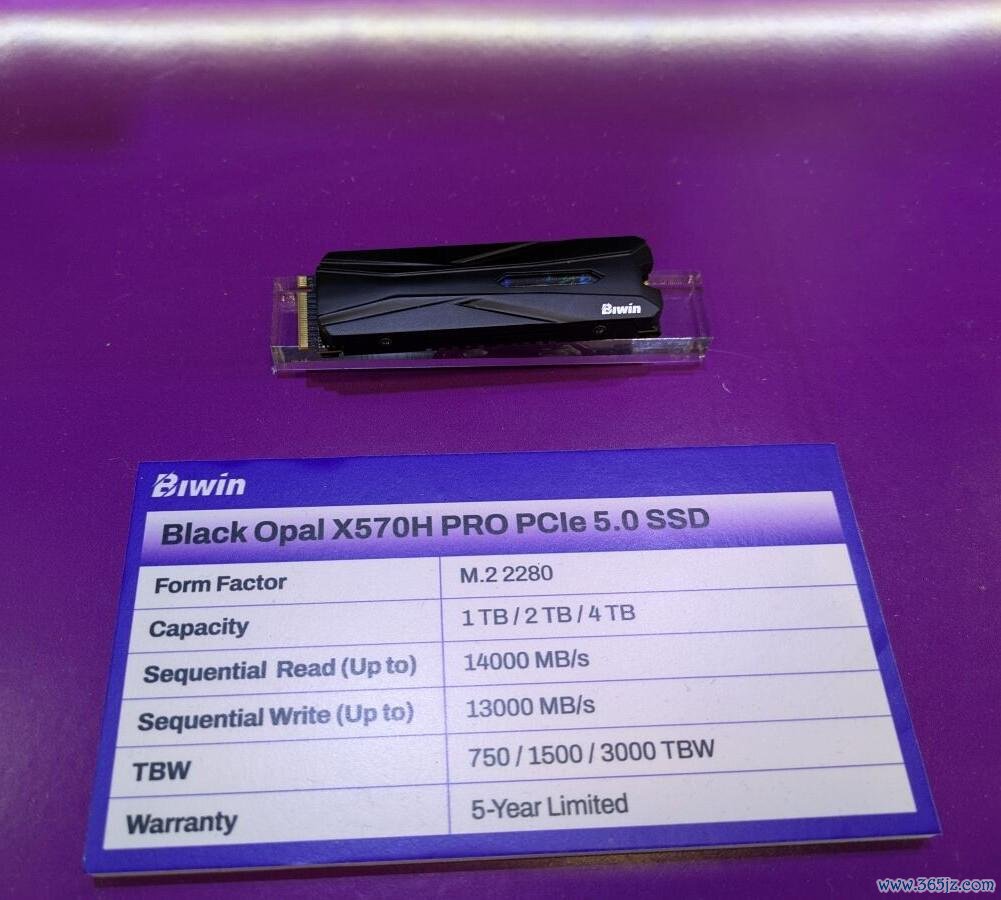 Biwin
Biwin
Black Opal X570H PRO PCIe 5.0 SSD
Form Factor M.2 2280
Capacity 1 TB / 2 TB / 4 TB
Sequential Read (Up to) 14000 MB/s
Sequential Write (Up to) 13000 MB/s
TBW 750 / 1500 / 3000 TBW
Warranty 5-Year Limited
www.365jz.com